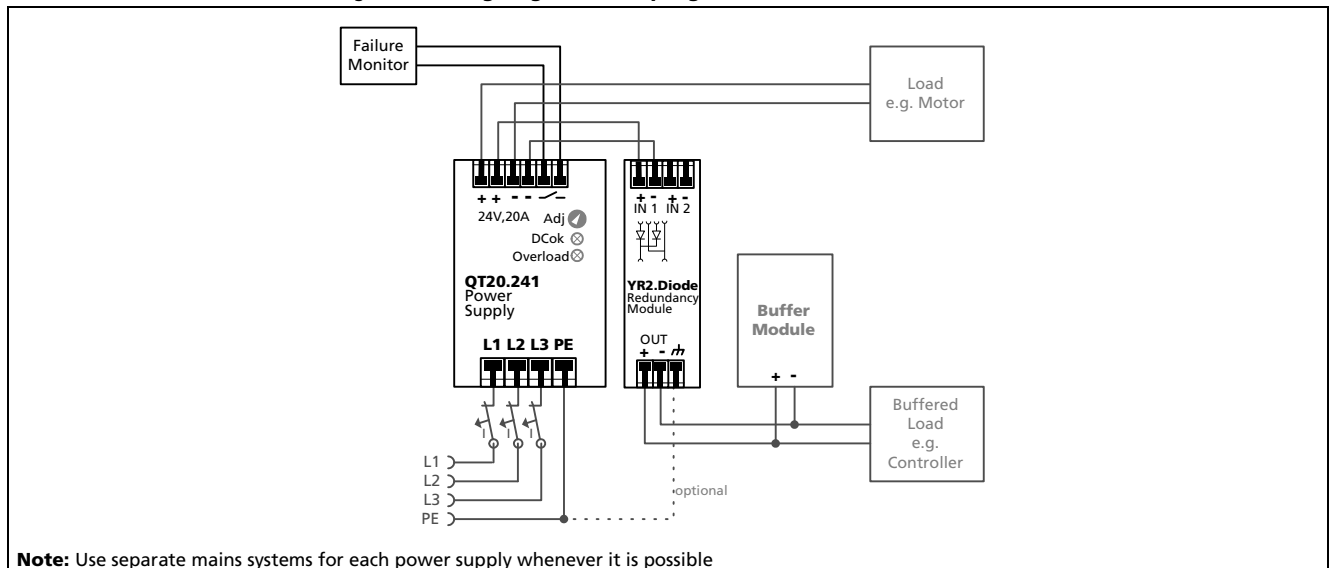 Failure
Monitor
Load
e.g. Motor
+ + - -
24V,20A
Adj
DCok
Overload
QT20.241
Power
Supply
L1 L2 L3 PE
+ - + -
IN 1 IN 2
YR2.Diode
Redundancy
Module
OUT
+ -
Buffer
Module
+ -
Buffered
Load
e.g.
Controller
I I I
L1
L2
L3
PE
optional
Note: Use separate mains systems for each power supply whenever it is possible